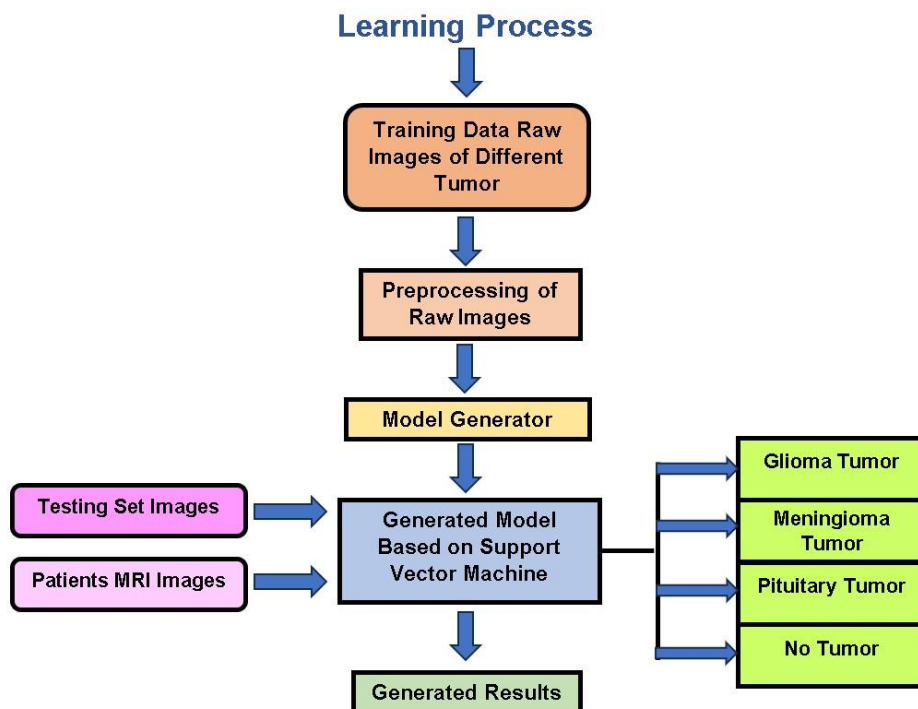 Learning Process
Training Data Raw
Images of Different
Tumor
Preprocessing of
Raw Images
Model Generator
Testing Set Images
Patients MRI Images
Generated Model
Based on Support
Vector Machine
Glioma Tumor
Meningioma
Tumor
Pituitary Tumor
No Tumor
Generated Results